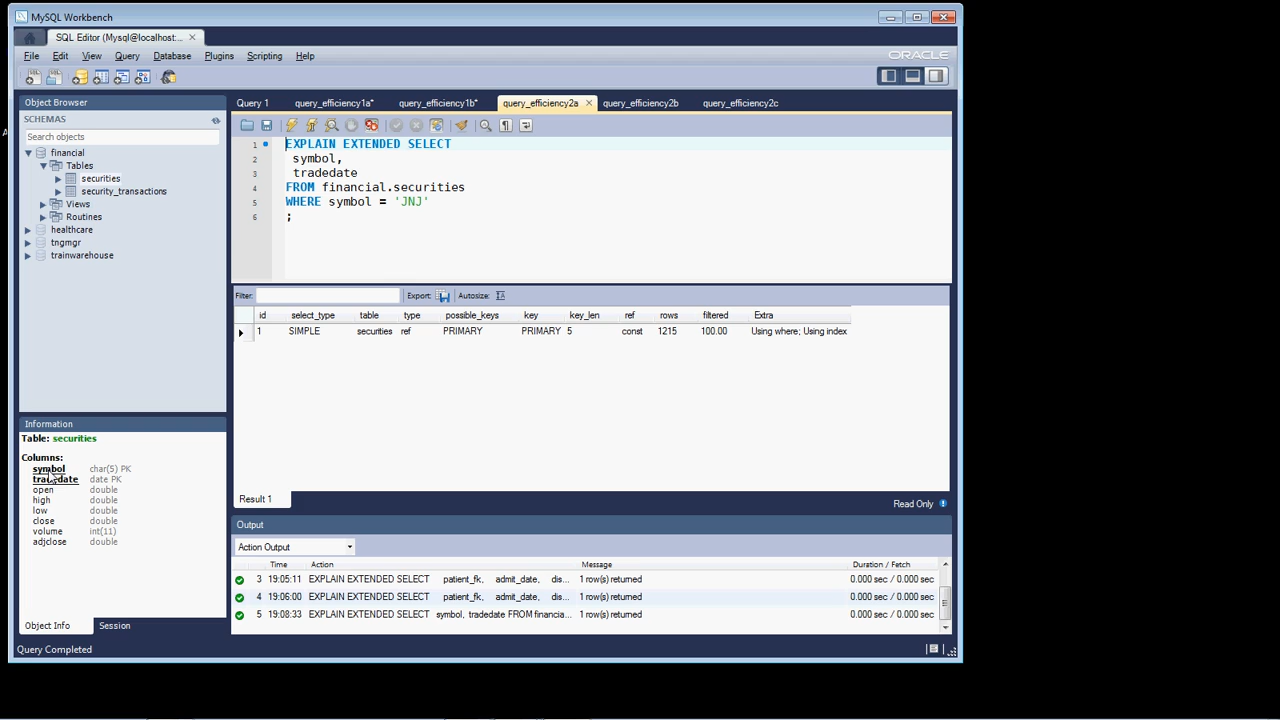 MySQL Workbench
SQL Editor (Mysql@localhost:...
File Edit View Query Database Plugins Scripting Help
ORACLE
Object Browser
SCHEMAS
Search objects
financial
Tables
securities
security_transactions
Views
Routines
healthcare
tngmgr
trainwarehouse
Information
Table: securities
Columns:
symbol char(5) PK
tradedate date PK
open double
high double
low double
close double
volume int(11)
adjclose double
Object Info Session
Query 1 query_efficiency1a* query_efficiency1b* query_efficiency2a query_efficiency2b query_efficiency2c
1 EXPLAIN EXTENDED SELECT
2 symbol,
3 tradedate
4 FROM financial.securities
5 WHERE symbol = 'JNJ'
6 ;
Filter: Export: Autosize:
id select_type table type possible_keys key key_len ref rows filtered Extra
1 SIMPLE securities ref PRIMARY PRIMARY 5 const 1215 100.00 Using where; Using index
Result 1
Read Only
Output
Action Output
Time Action Message Duration / Fetch
3 19:05:11 EXPLAIN EXTENDED SELECT patient_fk, admit_date, dis... 1 row(s) returned 0.000 sec / 0.000 sec
4 19:06:00 EXPLAIN EXTENDED SELECT patient_fk, admit_date, dis... 1 row(s) returned 0.000 sec / 0.000 sec
5 19:08:33 EXPLAIN EXTENDED SELECT symbol, tradedate FROM financia... 1 row(s) returned 0.000 sec / 0.000 sec
Query Completed